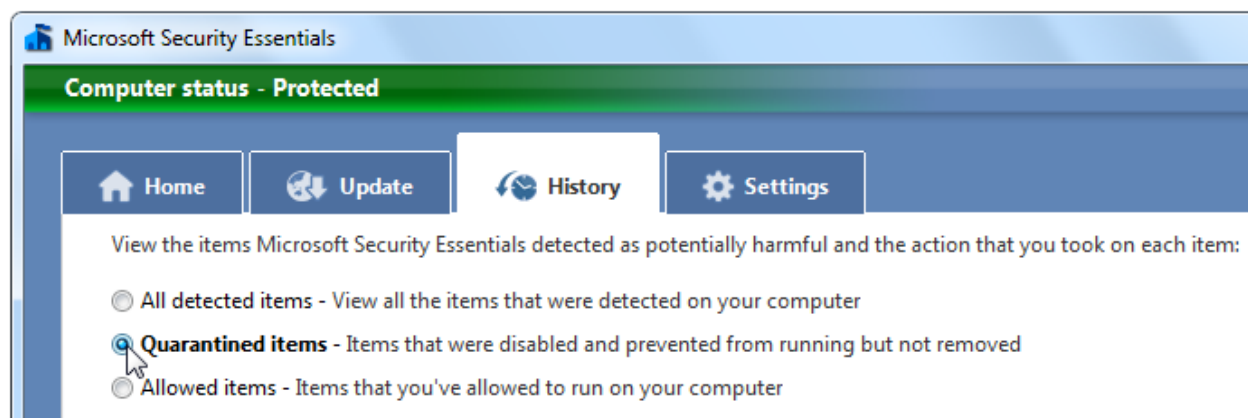 Microsoft Security Essentials
Computer status - Protected
Home Update History Settings
View the items Microsoft Security Essentials detected as potentially harmful and the action that you took on each item:
All detected items - View all the items that were detected on your computer
Quarantined items - Items that were disabled and prevented from running but not removed
Allowed items - Items that you've allowed to run on your computer